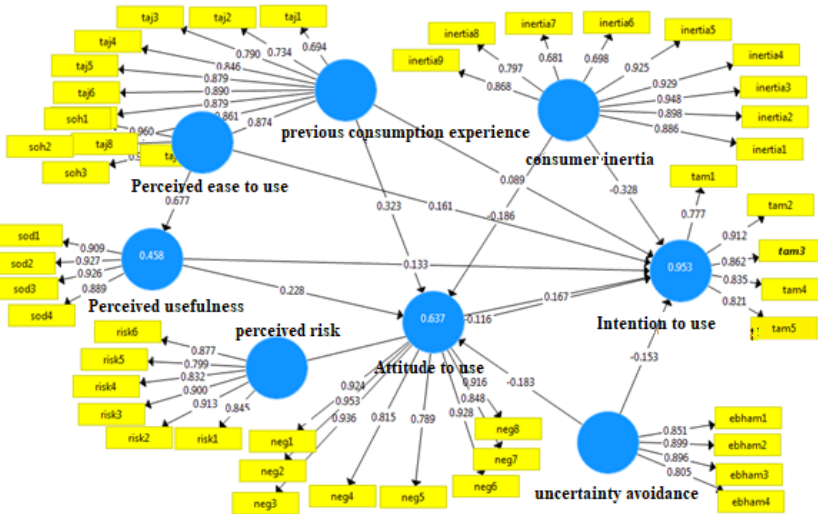 taj3
taj2
taj1
taj4
taj5
taj6
soh1
soh2
taj8
soh3
0.790
0.734
0.694
0.846
0.879
0.890
0.879
0.861
0.874
0.960
previous consumption experience
Perceived ease to use
0.677
inertia9
inertia8
inertia7
inertia6
inertia5
inertia4
inertia3
inertia2
inertia1
0.868
0.797
0.681
0.698
0.925
0.929
0.948
0.898
0.886
consumer inertia
0.089
-0.328
-0.186
0.161
0.323
0.133
0.228
sod1
sod2
sod3
sod4
0.909
0.927
0.926
0.889
0.458
Perceived usefulness
perceived risk
risk6
risk5
risk4
risk3
risk2
risk1
0.877
0.799
0.832
0.900
0.913
0.845
0.637
Attitude to use
0.167
-0.116
0.924
0.953
0.936
0.815
0.789
0.928
0.848
0.916
neg1
neg2
neg3
neg4
neg5
neg6
neg7
neg8
tam1
tam2
tam3
tam4
tam5
0.777
0.912
0.862
0.835
0.821
0.953
Intention to use
-0.153
-0.183
uncertainty avoidance
ebham1
ebham2
ebham3
ebham4
0.851
0.899
0.896
0.805